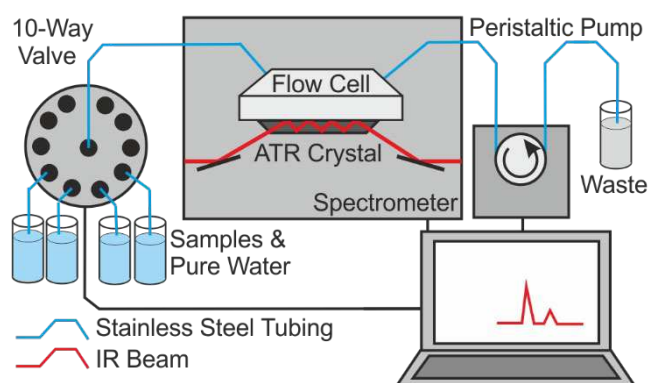 10-Way
Valve
Peristaltic Pump
Flow Cell
ATR Crystal
Spectrometer
Waste
Samples &
Pure Water
Stainless Steel Tubing
IR Beam